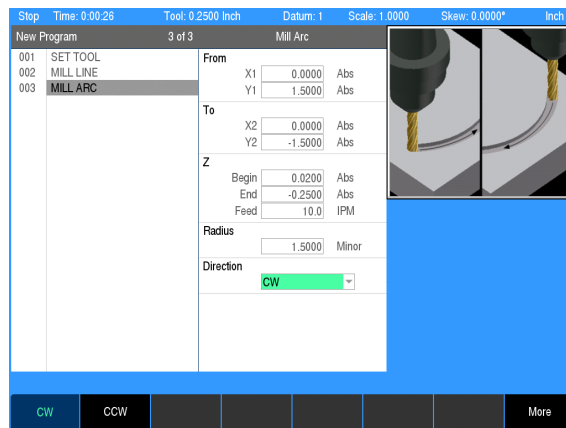 Stop Time: 0:00:26 Tool: 0.2500 Inch Datum: 1 Scale: 1.0000 Skew: 0.0000° Inch
New Program 3 of 3 Mill Arc
001 SET TOOL
002 MILL LINE
003 MILL ARC
From
X1 0.0000 Abs
Y1 1.5000 Abs
To
X2 0.0000 Abs
Y2 -1.5000 Abs
Z
Begin 0.0200 Abs
End -0.2500 Abs
Feed 10.0 IPM
Radius
1.5000 Minor
Direction
CW
CW CCW More